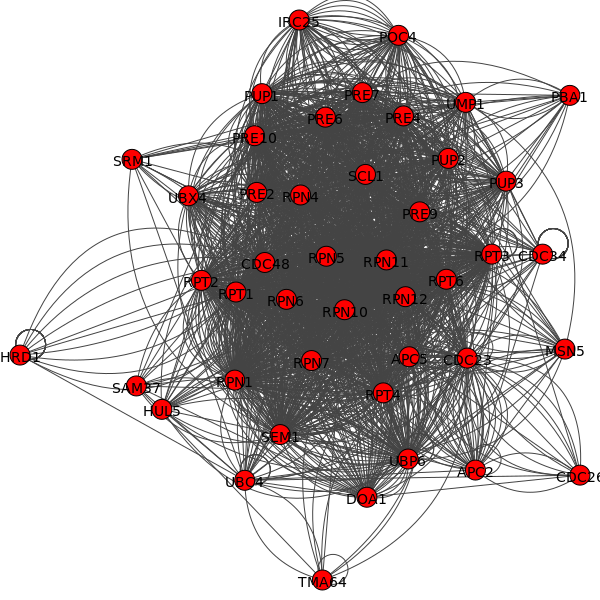 IRC25
POC4
PUP1
PRE7
PBA1
UMP1
PRE6
PRE4
PRE10
SRM1
PUP2
SCL1
PUP3
PRE2
RPN4
UBX4
PRE9
RPN5
RPT3
CDC34
CDC48
RPN11
RPT2
RPT6
RPT1
RPN6
RPN12
RPN10
MSN5
HRD1
RPN7
APC5
CDC23
RPN1
SAM37
RPT4
HUL5
SEM1
UBP6
APC2
CDC26
UBC4
DOA1
TMA64